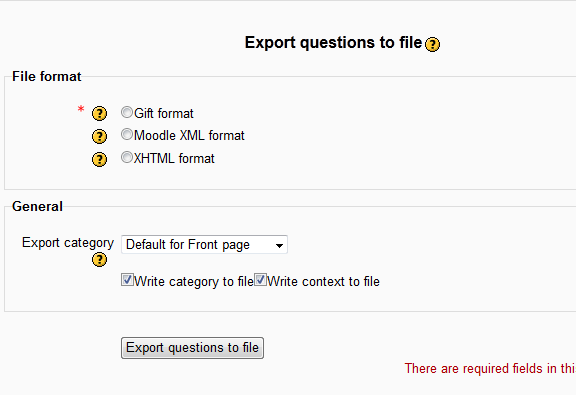 Export questions to file
File format
* Gift format
Moodle XML format
XHTML format
General
Export category Default for Front page
Write category to file Write context to file
Export questions to file
There are required fields in thi